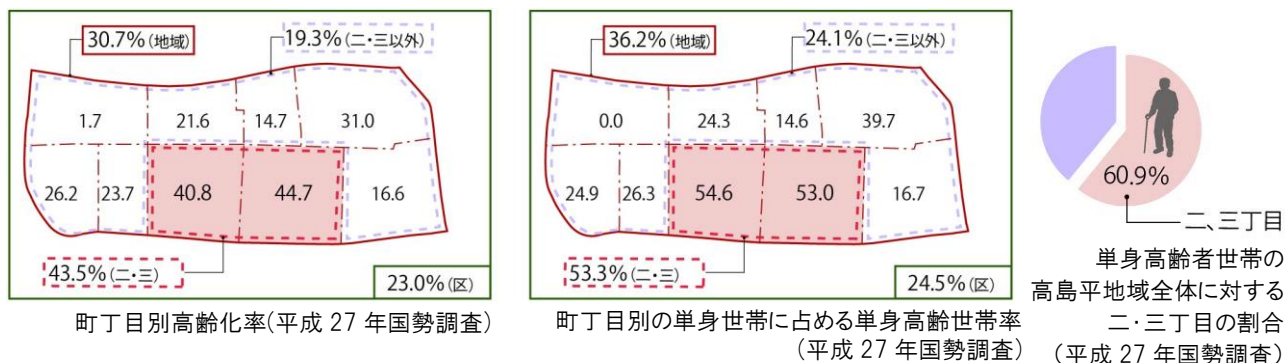 30.7%(地域)
19.3%(二・三以外)
1.7
21.6
14.7
31.0
26.2
23.7
40.8
44.7
16.6
43.5%(二・三)
23.0%(区)
町丁目別高齢化率(平成 27 年国勢調査)
36.2%(地域)
24.1%(二・三以外)
0.0
24.3
14.6
39.7
24.9
26.3
54.6
53.0
16.7
53.3%(二・三)
24.5%(区)
町丁目別の単身世帯に占める単身高齢世帯率
(平成 27 年国勢調査)
60.9%
二、三丁目
単身高齢者世帯の
高島平地域全体に対する
二・三丁目の割合
(平成 27 年国勢調査)